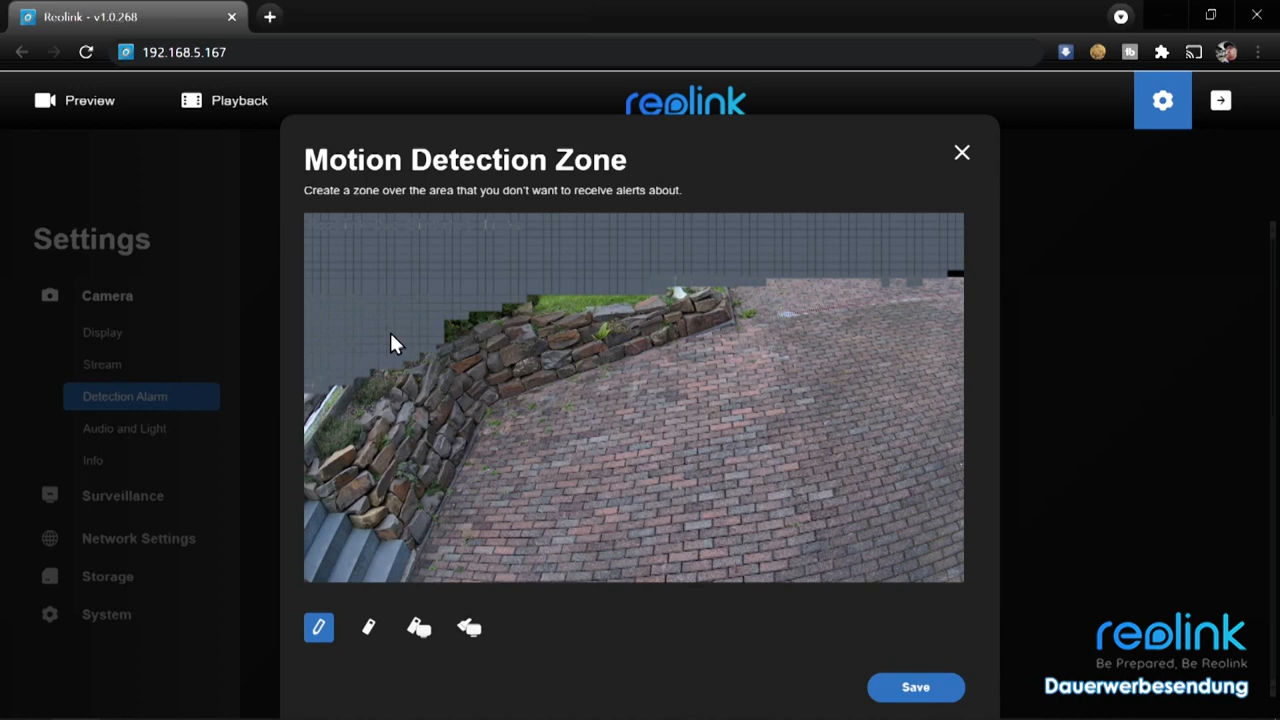 Reolink - v1.0.268
192.168.5.167
Preview
Playback
reolink
Motion Detection Zone
Create a zone over the area that you don't want to receive alerts about.
Settings
Camera
Display
Stream
Detection Alarm
Audio and Light
Info
Surveillance
Network Settings
Storage
System
Save
reolink
Be Prepared, Be Reolink
Dauerwerbesendung